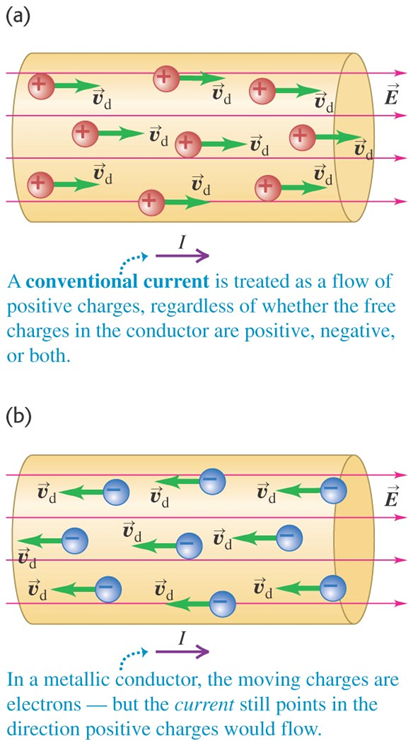 (a)
v⃗d v⃗d v⃗d E⃗
v⃗d v⃗d v⃗d
v⃗d v⃗d v⃗d
+ + + + + + + + +
I
A conventional current is treated as a flow of
positive charges, regardless of whether the free
charges in the conductor are positive, negative,
or both.
(b)
v⃗d v⃗d v⃗d E⃗
v⃗d v⃗d v⃗d
v⃗d v⃗d v⃗d
− − − − − − − − −
I
In a metallic conductor, the moving charges are
electrons — but the current still points in the
direction positive charges would flow.